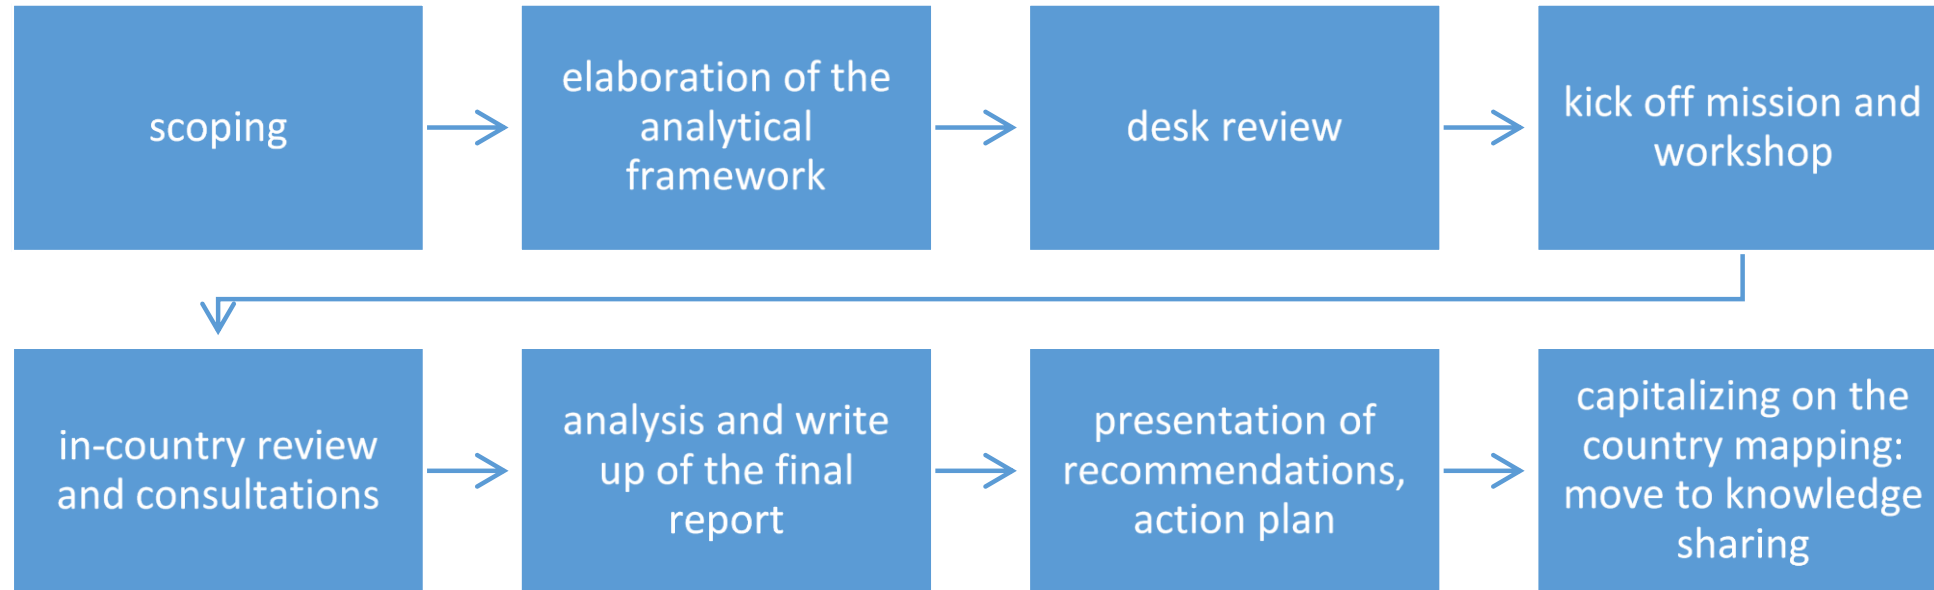 scoping
elaboration of the
analytical
framework
desk review
kick off mission and
workshop
in-country review
and consultations
analysis and write
up of the final
report
presentation of
recommendations,
action plan
capitalizing on the
country mapping:
move to knowledge
sharing